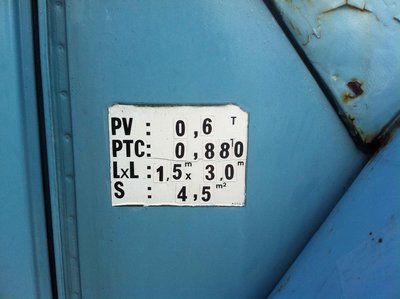 PV : 0,6 T
PTC: 0,880 T
LxL : 1,5 m x 3,0 m
S : 4,5 m²